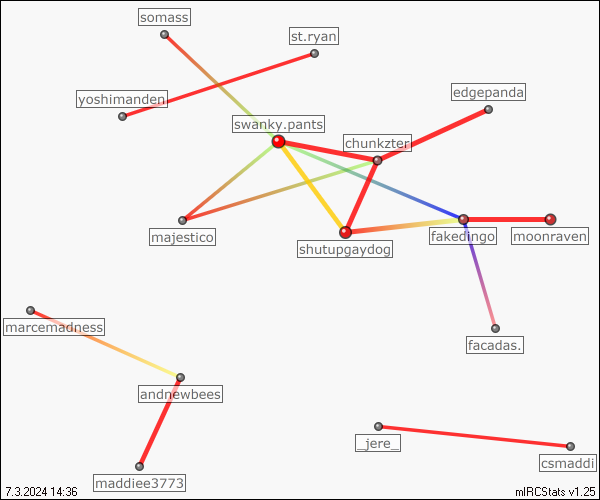 somass
st.ryan
edgepanda
yoshimanden
swanky.pants
chunkzter
majestico
shutupgaydog
fakedingo
moonraven
marcemadness
facadas.
andnewbees
_jere_
csmaddi
maddiee3773
7.3.2024 14:36
mIRCStats v1.25